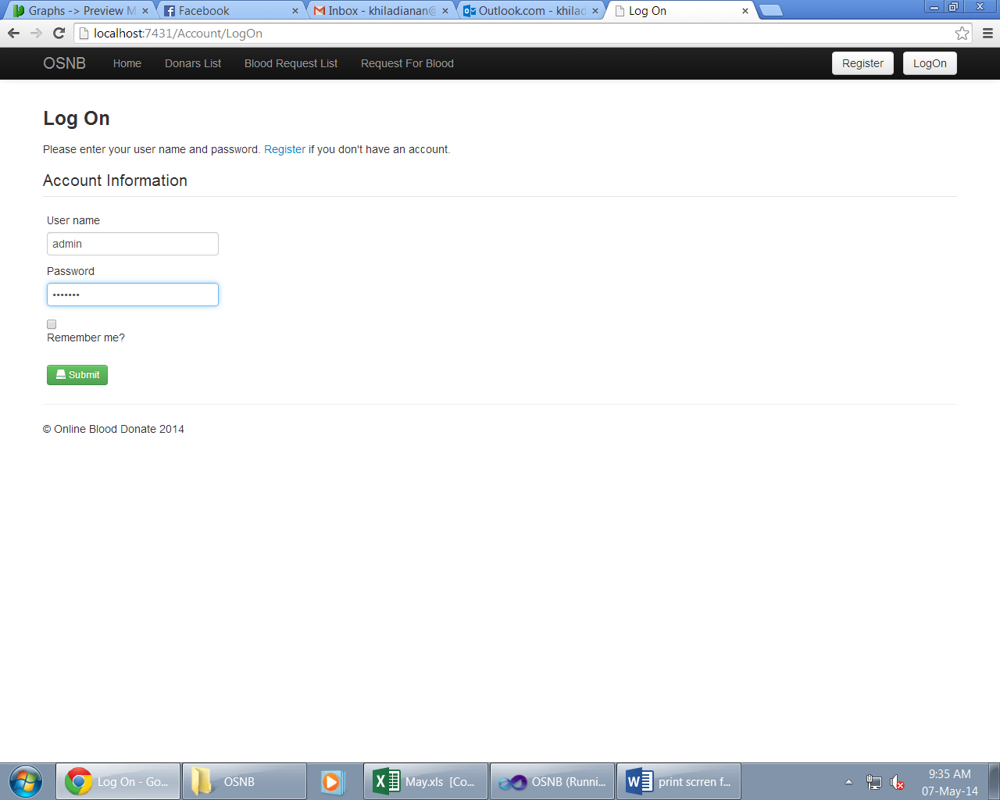 Graphs -> Preview M
Facebook
Inbox - khiladianan@
Outlook.com - khilad
Log On
localhost:7431/Account/LogOn
OSNB Home Donars List Blood Request List Request For Blood Register LogOn
Log On
Please enter your user name and password. Register if you don't have an account.
Account Information
User name
admin
Password
•••••••
Remember me?
Submit
© Online Blood Donate 2014
Log On - Go...
OSNB
May.xls [Co...
OSNB (Runni...
print scrren f...
9:35 AM
07-May-14